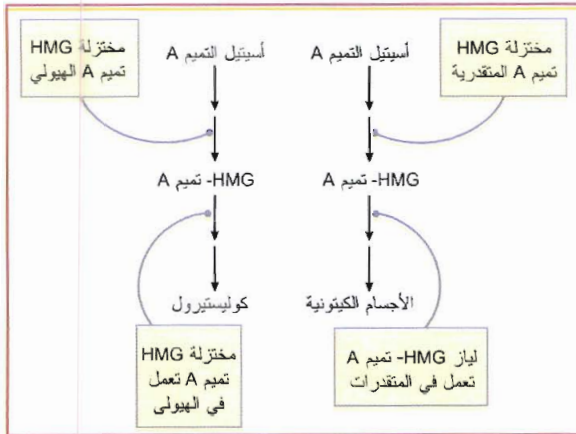 مختزلة HMG
تميم A المتقدرية
أسيتيل التميم A
أسيتيل التميم A
مختزلة HMG
تميم A الهيولي
HMG- تميم A
HMG- تميم A
الأجسام الكيتونية
كوليستيرول
لياز HMG- تميم A
تعمل في المتقدرات
مختزلة HMG
تميم A تعمل
في الهيولى